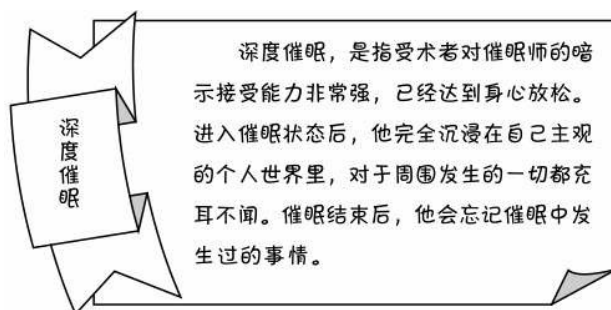 深度催眠
深度催眠，是指受术者对催眠师的暗
示接受能力非常强，已经达到身心放松。
进入催眠状态后，他完全沉浸在自己主观
的个人世界里，对于周围发生的一切都充
耳不闻。催眠结束后，他会忘记催眠中发
生过的事情。